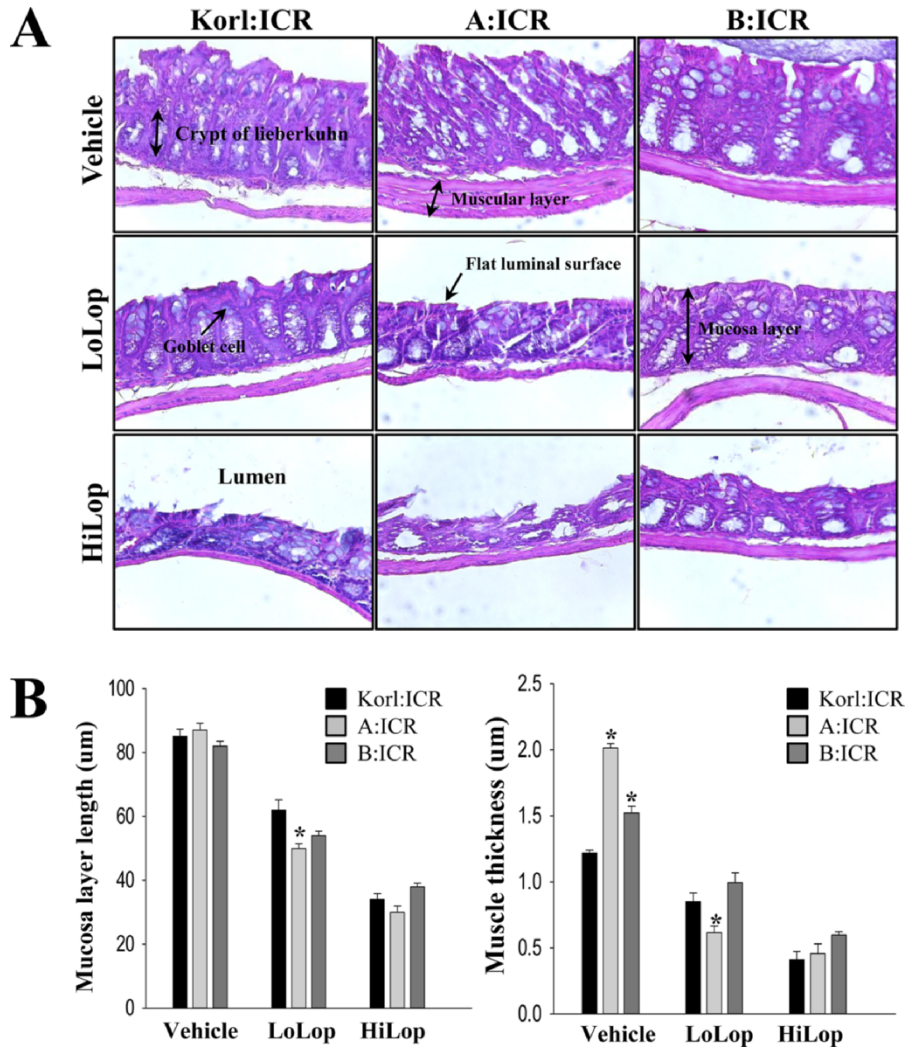 A
Korl:ICR
A:ICR
B:ICR
Vehicle
Crypt of lieberkuhn
Muscular layer
LoLop
Goblet cell
Flat luminal surface
Mucosa layer
HiLop
Lumen
B
Mucosa layer length (um)
100
80
60
40
20
0
Korl:ICR
A:ICR
B:ICR
*
Vehicle
LoLop
HiLop
Muscle thickness (um)
2.5
2.0
1.5
1.0
0.5
0.0
Korl:ICR
A:ICR
B:ICR
*
*
*
Vehicle
LoLop
HiLop